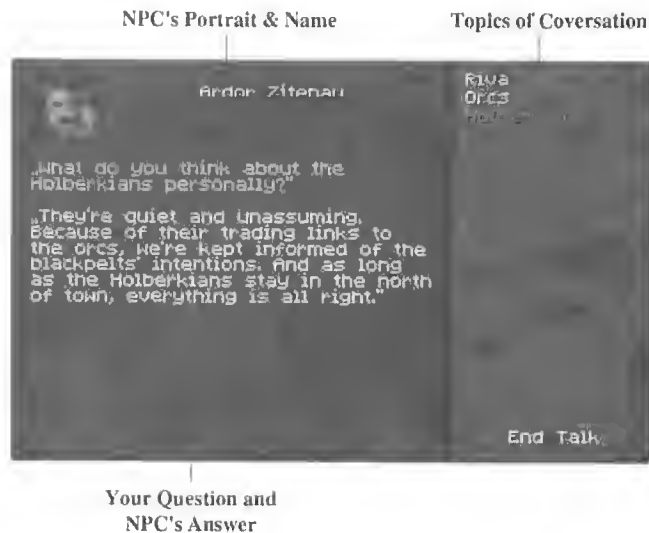 NPC's Portrait & Name
Topics of Coversation
Ardor Zitenau
Riva
Orcs
„What do you think about the
Holberkians personally?"
„They're quiet and unassuming.
Because of their trading links to
the orcs, we're kept informed of the
blackpelts' intentions. And as long
as the Holberkians stay in the north
of town, everything is all right."
End Talk
Your Question and
NPC's Answer